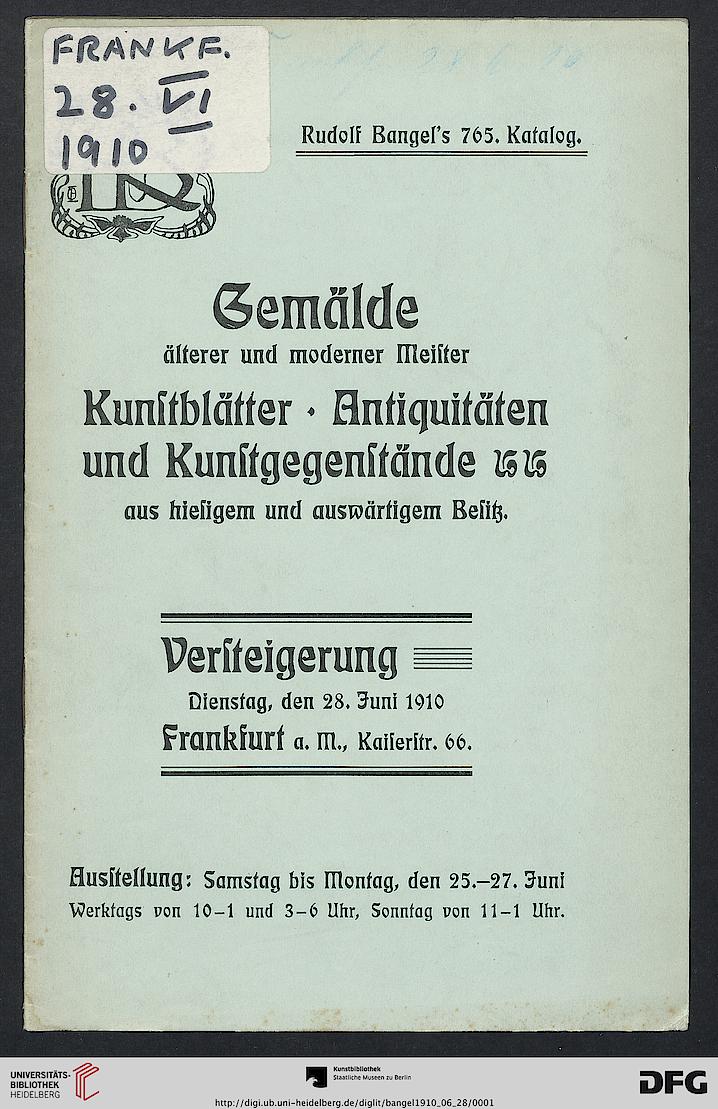 FRANKF.
28. VI
1910
Rudolf Bangel's 765. Katalog.
Gemälde
älterer und moderner Meiſter
Kunſtblätter · Antiquitäten
und Kunſtgegenſtände
aus hieſigem und auswärtigem Beſitz.
Verſteigerung
Dienstag, den 28. Juni 1910
Frankfurt a. M., Kaiſerſtr. 66.
Ausſtellung: Samstag bis Montag, den 25.–27. Juni
Werktags von 10–1 und 3–6 Uhr, Sonntag von 11–1 Uhr.
UNIVERSITÄTS-
BIBLIOTHEK
HEIDELBERG
Kunstbibliothek
Staatliche Museen zu Berlin
DFG
http://digi.ub.uni-heidelberg.de/diglit/bangel1910_06_28/0001